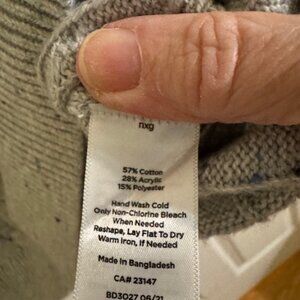 nxg
57% Cotton
28% Acrylic
15% Polyester
Hand Wash Cold
Only Non-Chlorine Bleach
When Needed
Reshape, Lay Flat To Dry
Warm Iron, If Needed
Made in Bangladesh
CA# 23147
BD3027 06/21